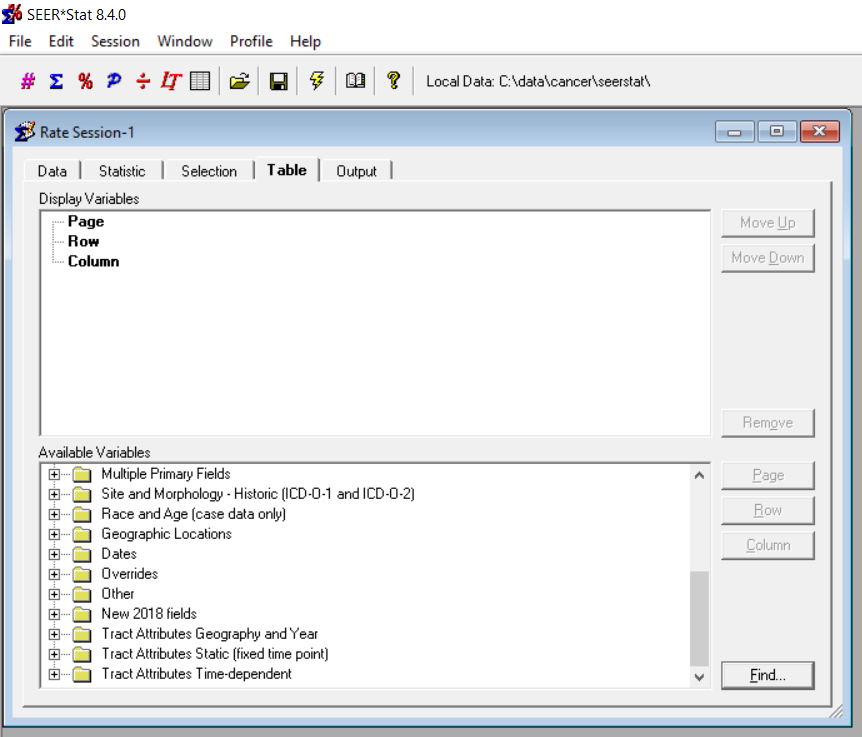 SEER*Stat 8.4.0
File Edit Session Window Profile Help
# Σ % P ÷ LT Local Data: C:\data\cancer\seerstat\
Rate Session-1
Data Statistic Selection Table Output
Display Variables
Page
Row
Column
Move Up
Move Down
Remove
Available Variables
Multiple Primary Fields
Site and Morphology - Historic (ICD-O-1 and ICD-O-2)
Race and Age (case data only)
Geographic Locations
Dates
Overrides
Other
New 2018 fields
Tract Attributes Geography and Year
Tract Attributes Static (fixed time point)
Tract Attributes Time-dependent
Page
Row
Column
Find...